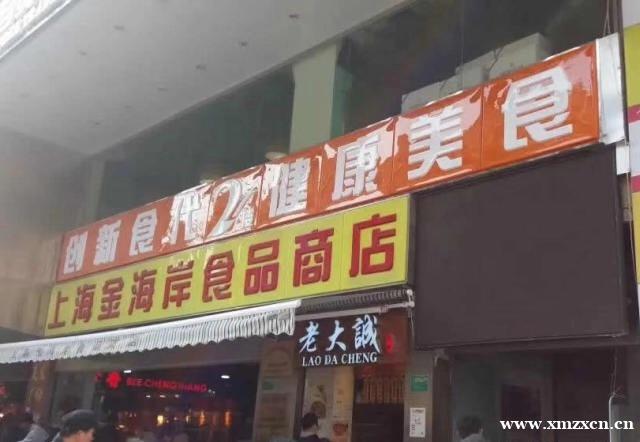 创新食代 健康美食
上海金海岸食品商店
老大誠
LAO DA CHENG
BEE CHENG HIANG
www.xmzxcn.cn